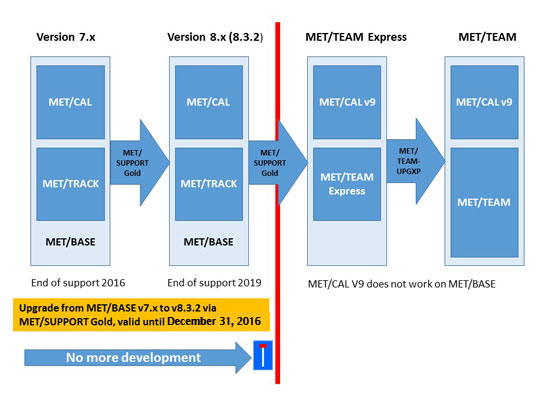 Version 7.x
Version 8.x (8.3.2)
MET/TEAM Express
MET/TEAM
MET/CAL
MET/CAL
MET/CAL v9
MET/CAL v9
MET/
SUPPORT
Gold
MET/
SUPPORT
Gold
MET/
TEAM-
UPGXP
MET/TRACK
MET/TRACK
MET/TEAM
Express
MET/TEAM
MET/BASE
MET/BASE
End of support 2016
End of support 2019
MET/CAL V9 does not work on MET/BASE
Upgrade from MET/BASE v7.x to v8.3.2 via
MET/SUPPORT Gold, valid until December 31, 2016
No more development